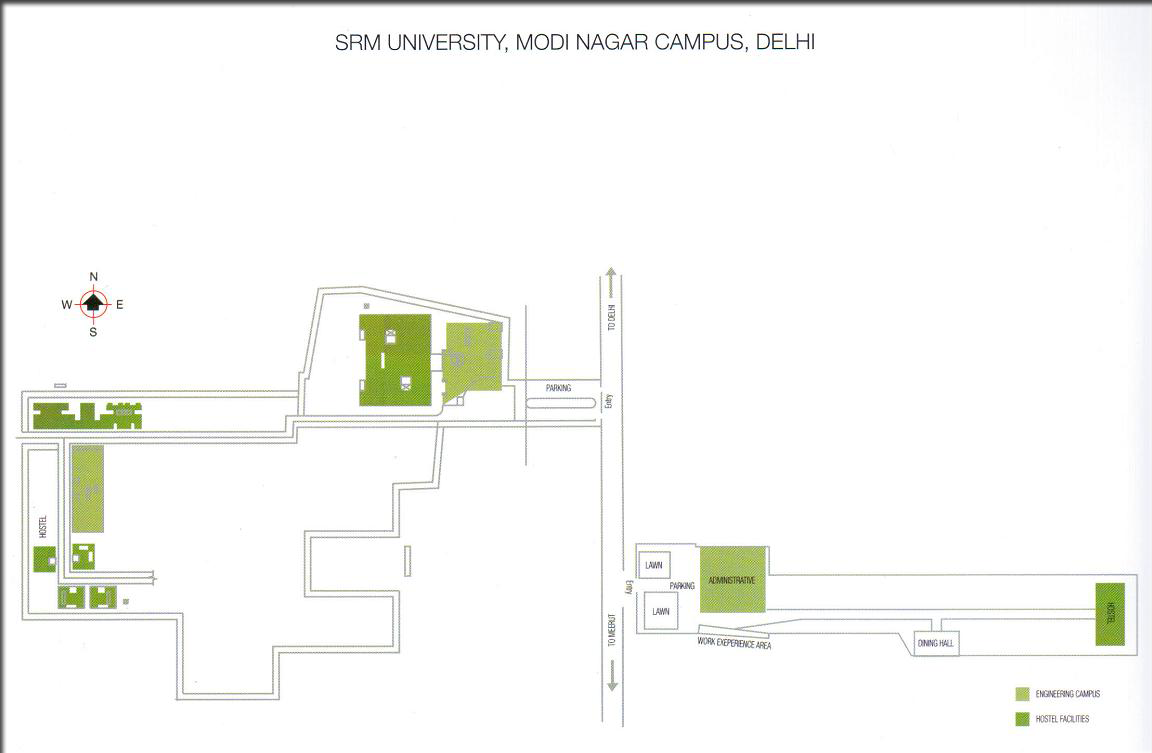 SRM UNIVERSITY, MODI NAGAR CAMPUS, DELHI
N
W E
S
TO DELHI
PARKING
Entry
HOSTEL
LAWN
ADMINISTRATIVE
PARKING
Entry
LAWN
HOSTEL
TO MEERUT
WORK EXEPERIENCE AREA
DINING HALL
ENGINEERING CAMPUS
HOSTEL FACILITIES